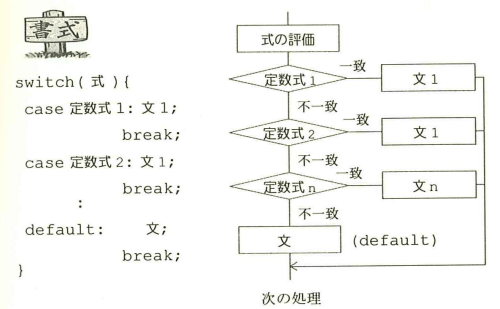 書式
switch( 式 ){
case 定数式1: 文1;
break;
case 定数式2: 文1;
break;
:
default: 文;
break;
}
式の評価
定数式1
一致
文1
不一致
定数式2
一致
文1
不一致
定数式n
一致
文n
不一致
文
(default)
次の処理